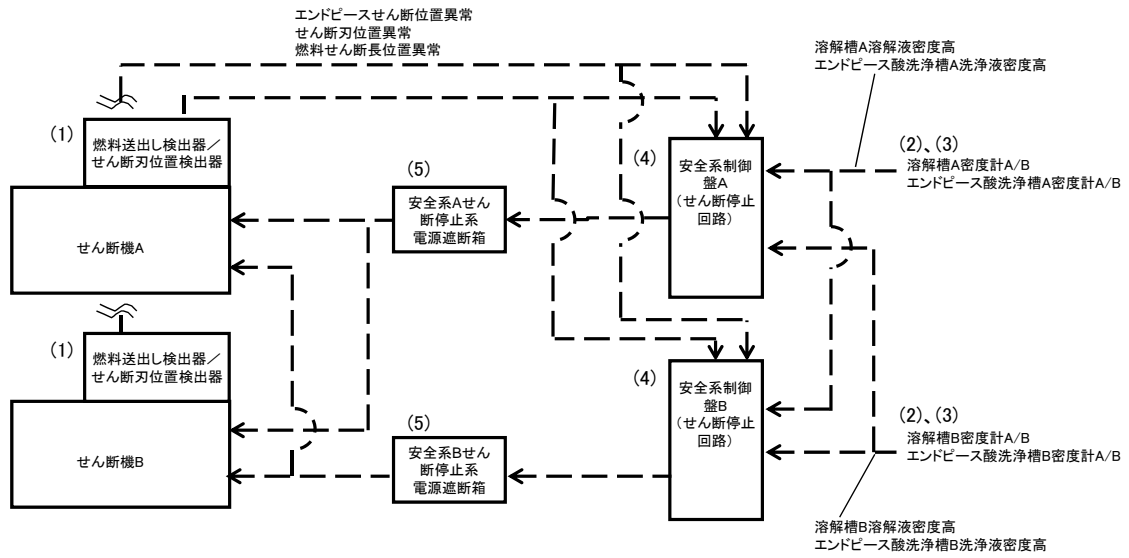 エンドピースせん断位置異常
せん断刃位置異常
燃料せん断長位置異常
溶解槽A溶解液密度高
エンドピース酸洗浄槽A洗浄液密度高
(1)
燃料送出し検出器／
せん断刃位置検出器
せん断機A
(5)
安全系Aせん
断停止系
電源遮断箱
(4)
安全系制御
盤A
(せん断停止
回路)
(2)、(3)
溶解槽A密度計A/B
エンドピース酸洗浄槽A密度計A/B
(1)
燃料送出し検出器／
せん断刃位置検出器
せん断機B
(5)
安全系Bせん
断停止系
電源遮断箱
(4)
安全系制御
盤B
(せん断停止
回路)
(2)、(3)
溶解槽B密度計A/B
エンドピース酸洗浄槽B密度計A/B
溶解槽B溶解液密度高
エンドピース酸洗浄槽B洗浄液密度高